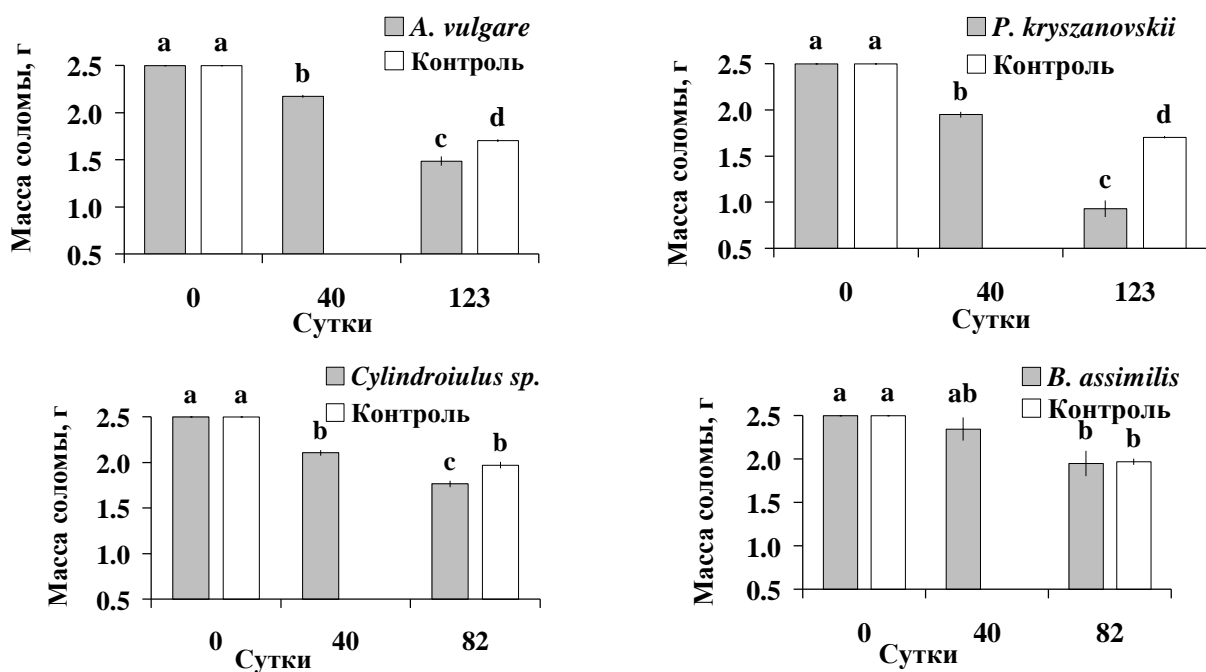 A. vulgare
Контроль
a a b c d
Масса соломы, г
2.5
2.0
1.5
1.0
0.5
0 40 123
Сутки
P. kryszanovskii
Контроль
a a b c d
Масса соломы, г
2.5
2.0
1.5
1.0
0.5
0 40 123
Сутки
Cylindroiulus sp.
Контроль
a a b c b
Масса соломы, г
2.5
2.0
1.5
1.0
0.5
0 40 82
Сутки
B. assimilis
Контроль
a a ab b b
Масса соломы, г
2.5
2.0
1.5
1.0
0.5
0 40 82
Сутки